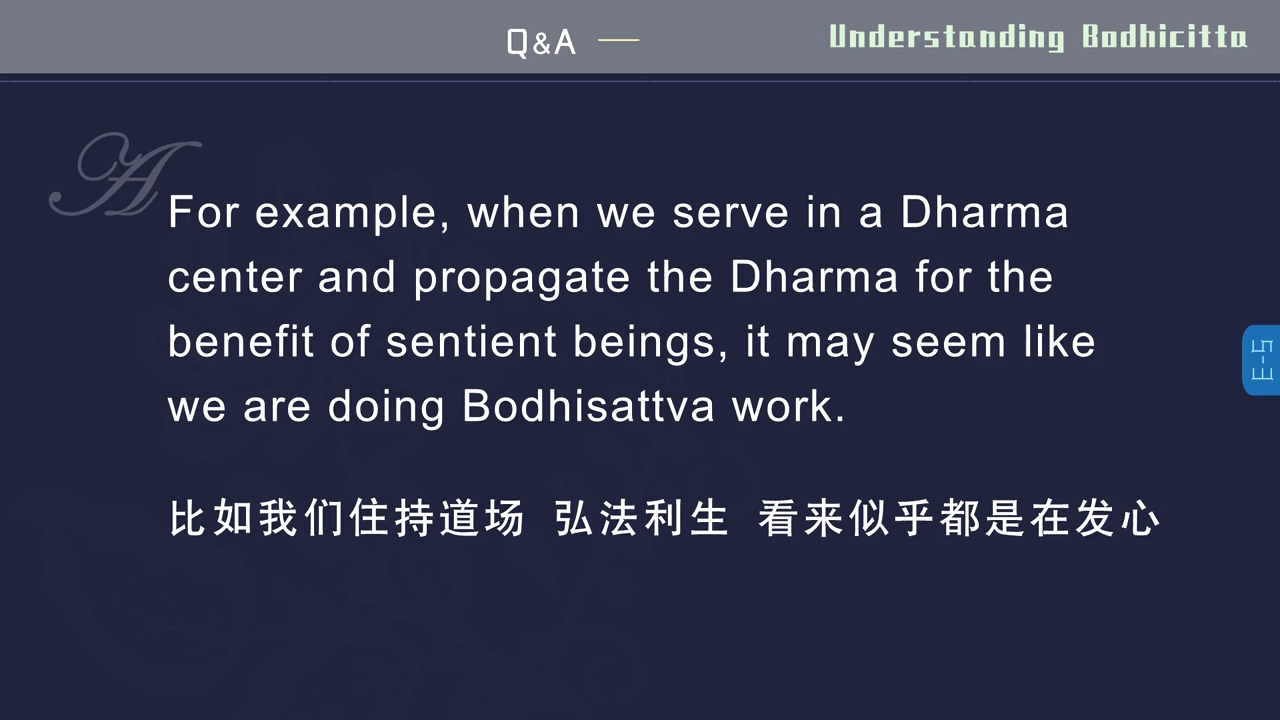 Q&A
Understanding Bodhicitta
A
For example, when we serve in a Dharma
center and propagate the Dharma for the
benefit of sentient beings, it may seem like
we are doing Bodhisattva work.
比如我们住持道场 弘法利生 看来似乎都是在发心
5-3